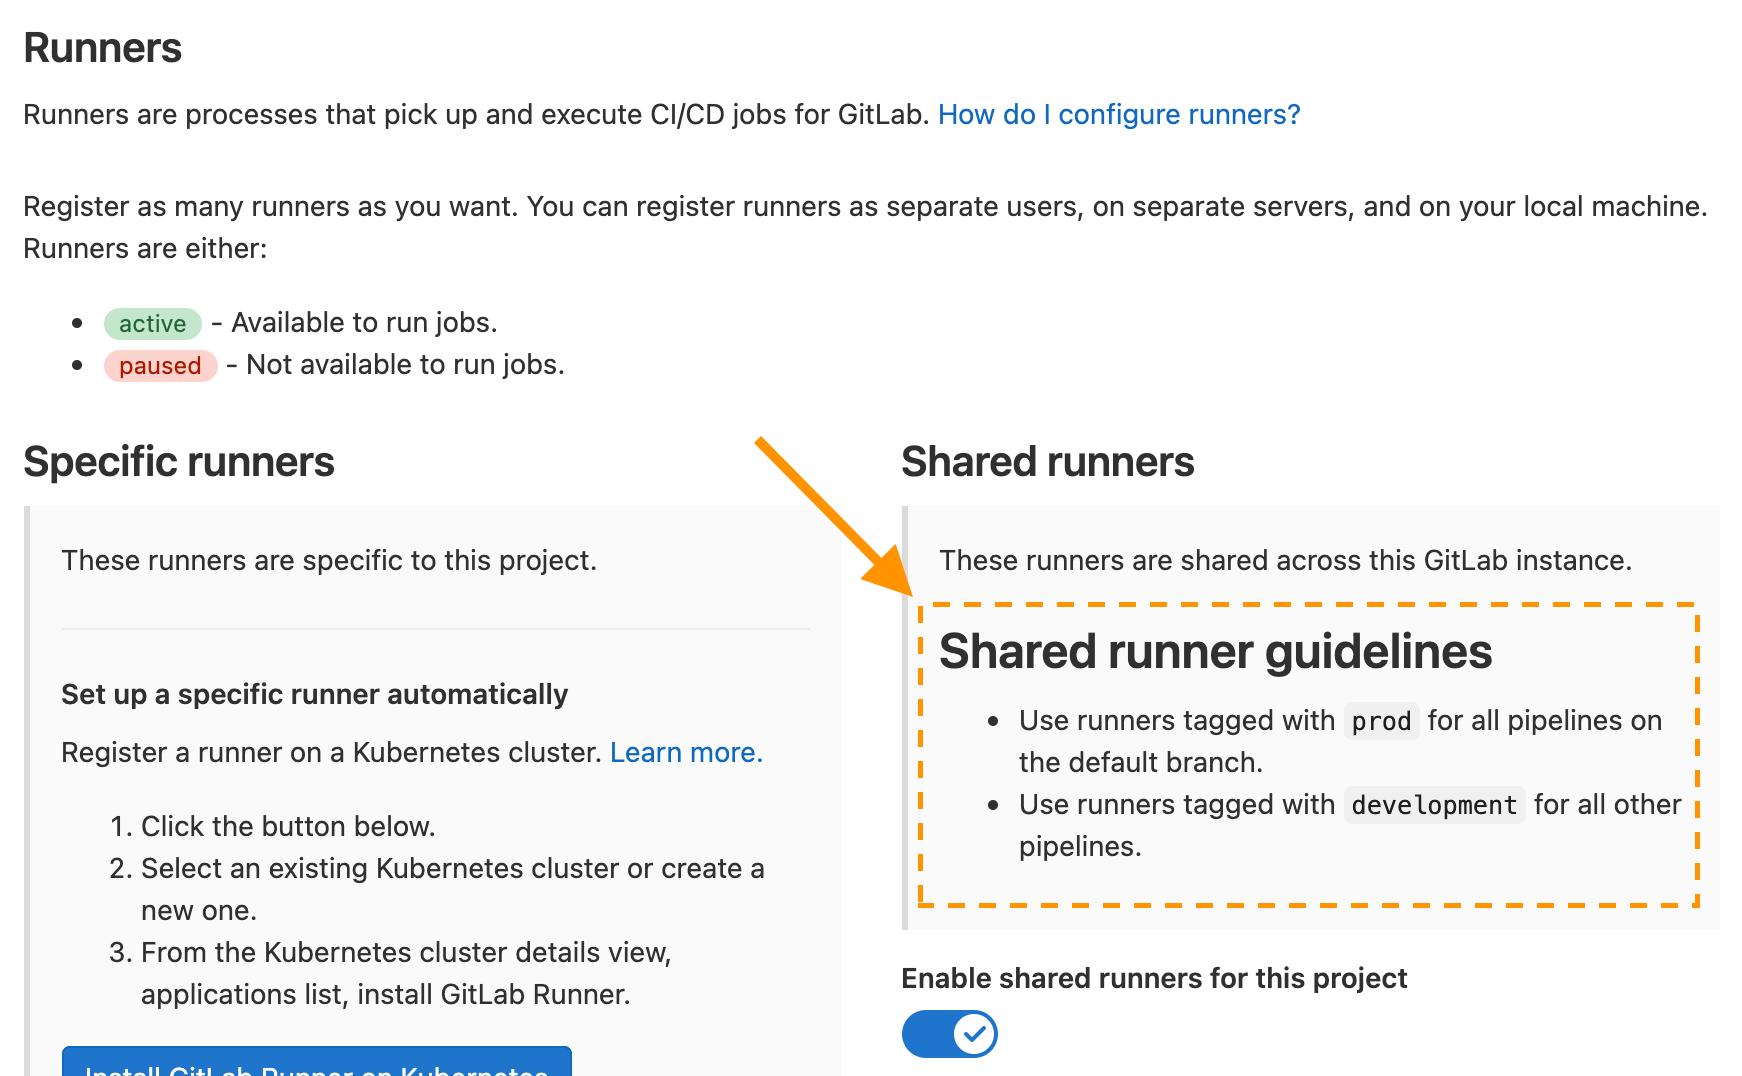 Runners
Runners are processes that pick up and execute CI/CD jobs for GitLab. How do I configure runners?
Register as many runners as you want. You can register runners as separate users, on separate servers, and on your local machine.
Runners are either:
• active - Available to run jobs.
• paused - Not available to run jobs.
Specific runners
These runners are specific to this project.
Set up a specific runner automatically
Register a runner on a Kubernetes cluster. Learn more.
1. Click the button below.
2. Select an existing Kubernetes cluster or create a
new one.
3. From the Kubernetes cluster details view,
applications list, install GitLab Runner.
Install GitLab Runner on Kubernetes
Shared runners
These runners are shared across this GitLab instance.
Shared runner guidelines
• Use runners tagged with prod for all pipelines on
the default branch.
• Use runners tagged with development for all other
pipelines.
Enable shared runners for this project